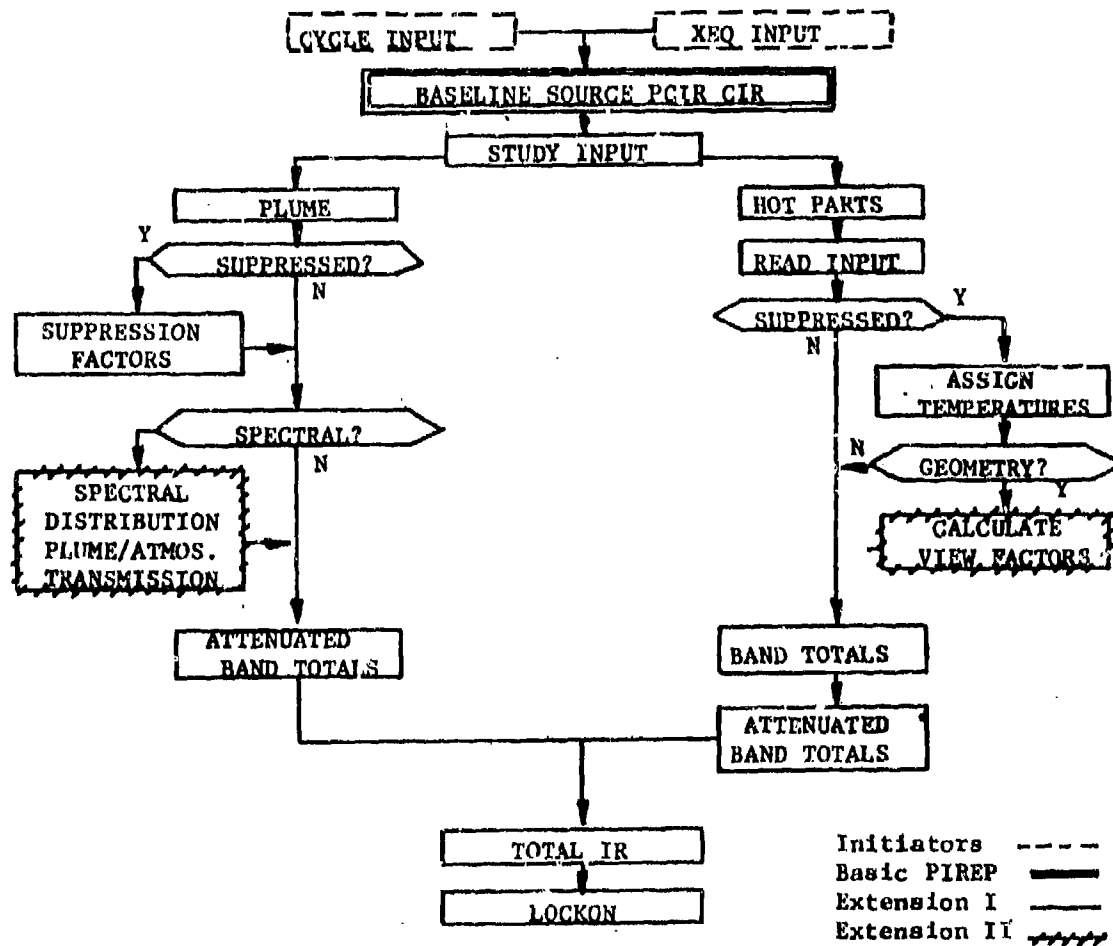 CYCLE INPUT
XEQ INPUT
BASELINE SOURCE PCIR CIR
STUDY INPUT
PLUME
Y
SUPPRESSED?
N
SUPPRESSION
FACTORS
SPECTRAL?
N
SPECTRAL
DISTRIBUTION
PLUME/ATMOS.
TRANSMISSION
ATTENUATED
BAND TOTALS
HOT PARTS
READ INPUT
Y
SUPPRESSED?
N
ASSIGN
TEMPERATURES
N
GEOMETRY?
Y
CALCULATE
VIEW FACTORS
BAND TOTALS
ATTENUATED
BAND TOTALS
TOTAL IR
LOCKON
Initiators
Basic PIREP
Extension I
Extension II